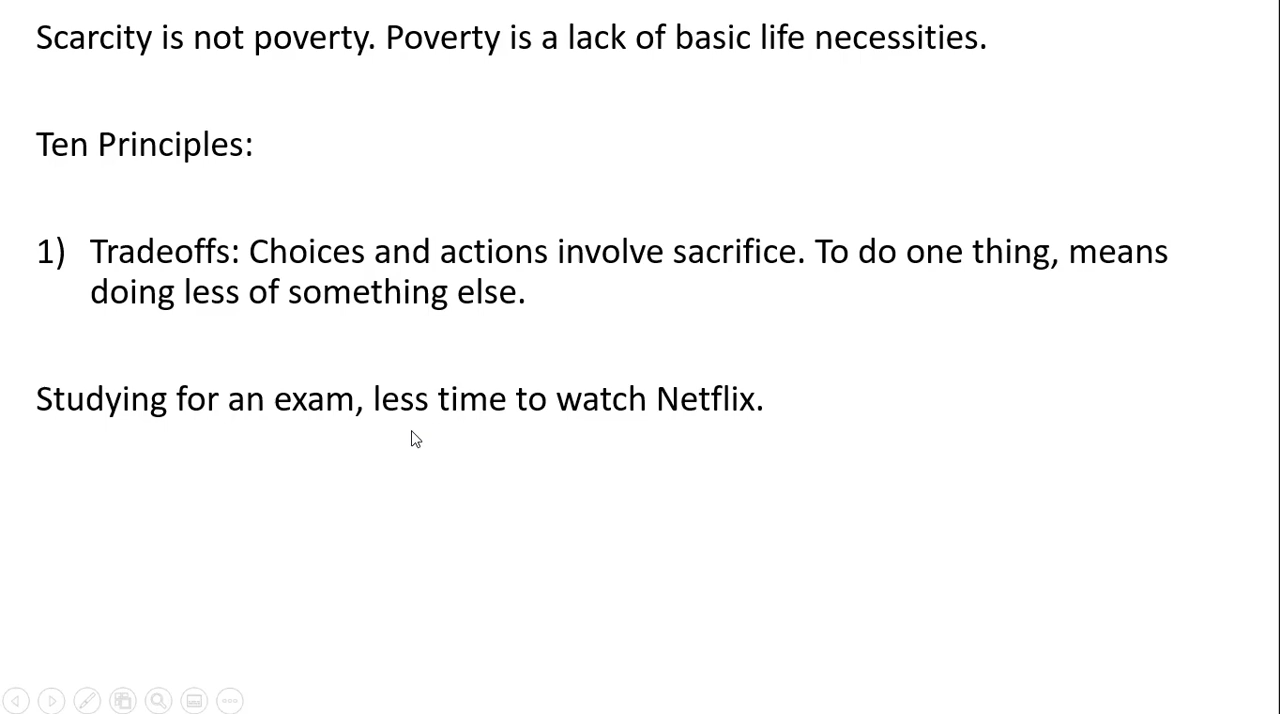 Scarcity is not poverty. Poverty is a lack of basic life necessities.
Ten Principles:
1) Tradeoffs: Choices and actions involve sacrifice. To do one thing, means
doing less of something else.
Studying for an exam, less time to watch Netflix.